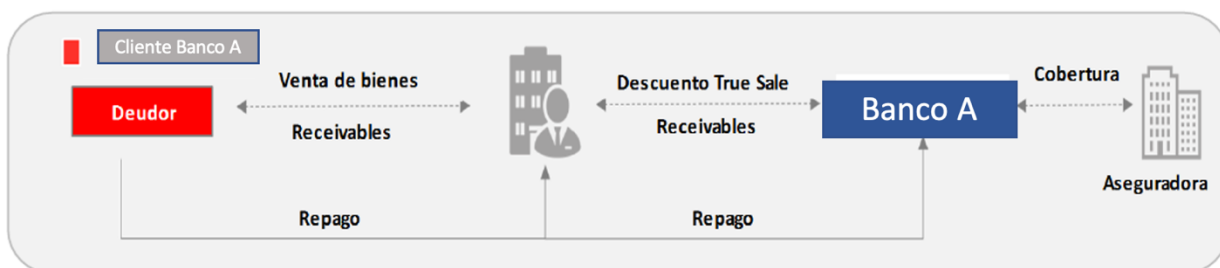 Cliente Banco A
Deudor
Venta de bienes
Receivables
Descuento True Sale
Receivables
Banco A
Cobertura
Aseguradora
Repago
Repago